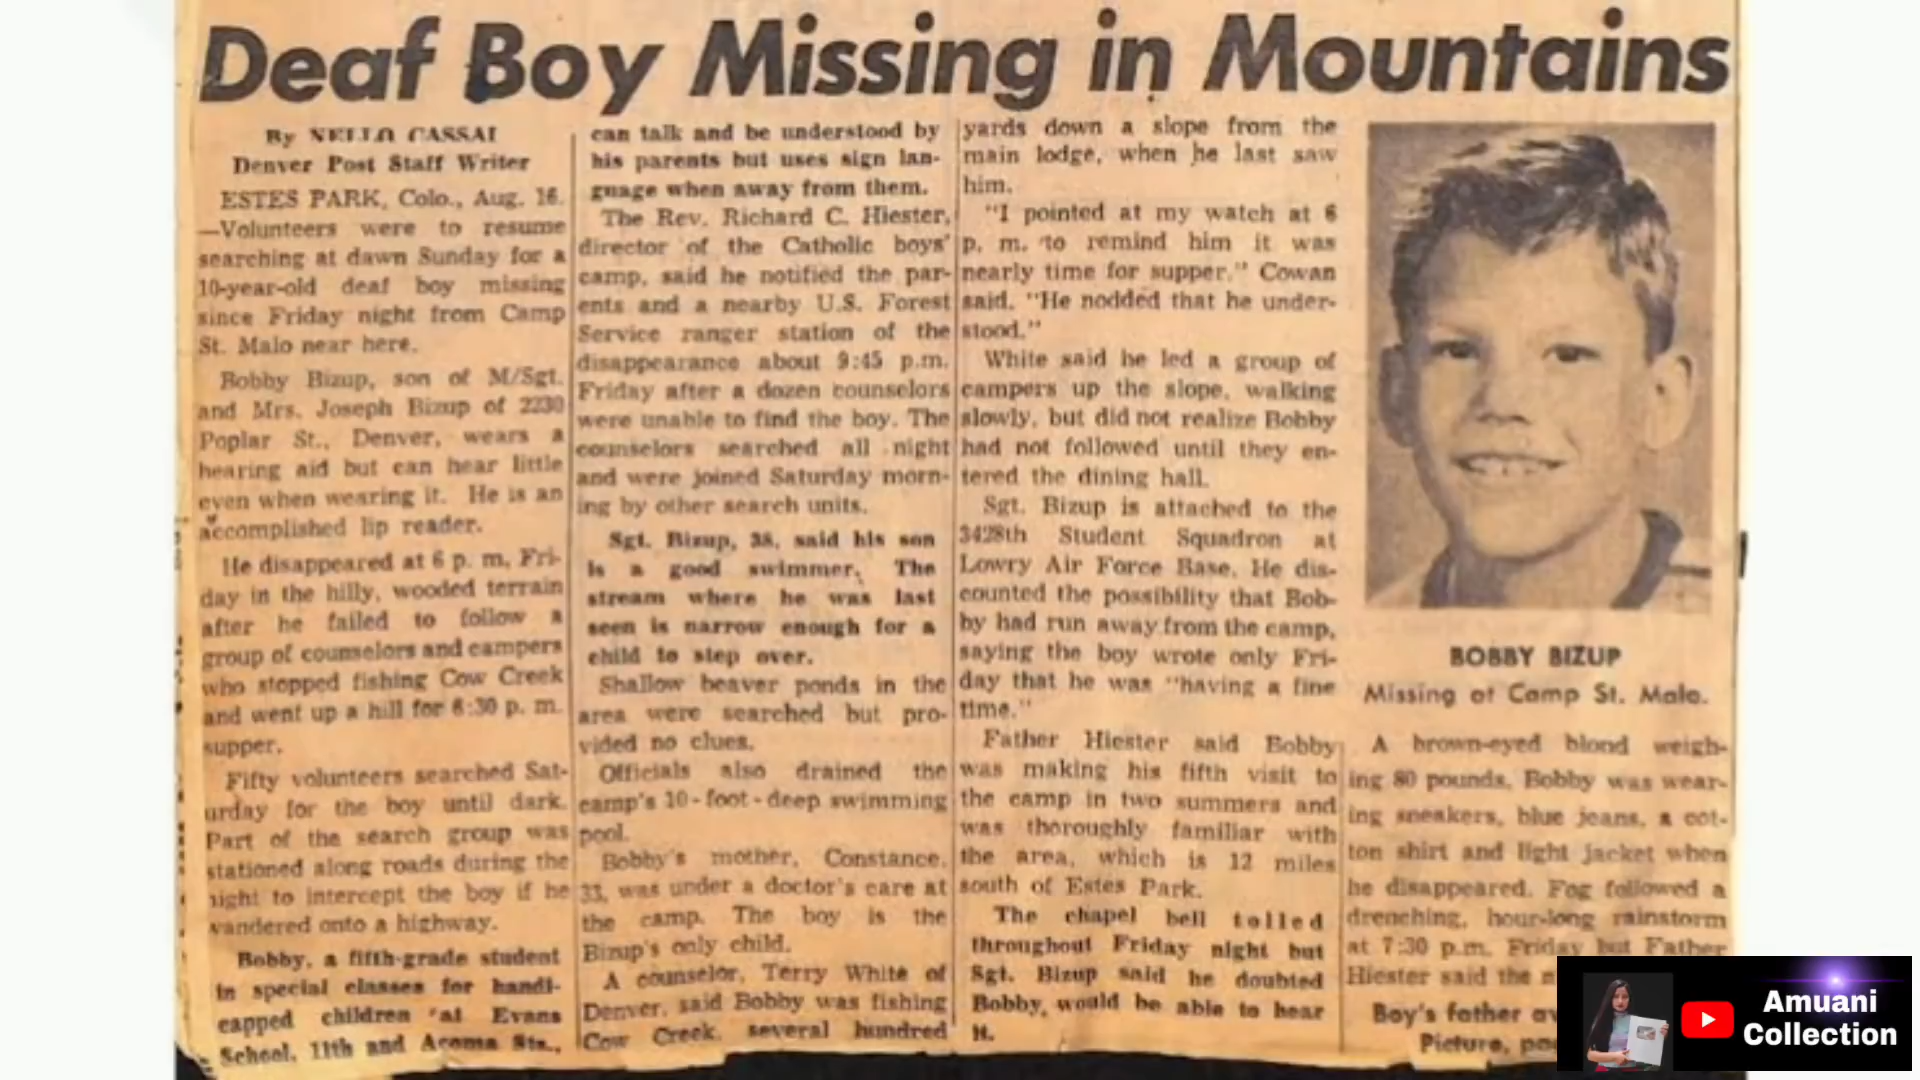 Deaf Boy Missing in Mountains
By NELLO CASSAI
Denver Post Staff Writer
ESTES PARK, Colo., Aug. 16.
—Volunteers were to resume
searching at dawn Sunday for a
10-year-old deaf boy missing
since Friday night from Camp
St. Malo near here.
Bobby Bizup, son of M/Sgt.
and Mrs. Joseph Bizup of 2230
Poplar St., Denver, wears a
hearing aid but can hear little
even when wearing it. He is an
accomplished lip reader.
He disappeared at 6 p. m. Fri-
day in the hilly, wooded terrain
after he failed to follow a
group of counselors and campers
who stopped fishing Cow Creek
and went up a hill for 6:30 p. m.
supper.
Fifty volunteers searched Sat-
urday for the boy until dark.
Part of the search group was
stationed along roads during the
night to intercept the boy if he
wandered onto a highway.
Bobby, a fifth-grade student
in special classes for handi-
capped children at Evans
School, 11th and Acoma Sts.,
can talk and be understood by
his parents but uses sign lan-
guage when away from them.
The Rev. Richard C. Hiester,
director of the Catholic boys'
camp, said he notified the par-
ents and a nearby U.S. Forest
Service ranger station of the
disappearance about 9:45 p.m.
Friday after a dozen counselors
were unable to find the boy. The
counselors searched all night
and were joined Saturday morn-
ing by other search units.
Sgt. Bizup, 38, said his son
is a good swimmer. The
stream where he was last
seen is narrow enough for a
child to step over.
Shallow beaver ponds in the
area were searched but pro-
vided no clues.
Officials also drained the
camp's 10-foot-deep swimming
pool.
Bobby's mother, Constance,
33, was under a doctor's care at
the camp. The boy is the
Bizup's only child.
A counselor, Terry White of
Denver, said Bobby was fishing
Cow Creek, several hundred
yards down a slope from the
main lodge, when he last saw
him.
"I pointed at my watch at 6
p. m. to remind him it was
nearly time for supper." Cowan
said. "He nodded that he under-
stood."
White said he led a group of
campers up the slope, walking
slowly, but did not realize Bobby
had not followed until they en-
tered the dining hall.
Sgt. Bizup is attached to the
3428th Student Squadron at
Lowry Air Force Base. He dis-
counted the possibility that Bob-
by had run away from the camp,
saying the boy wrote only Fri-
day that he was "having a fine
time."
Father Hiester said Bobby
was making his fifth visit to
the camp in two summers and
was thoroughly familiar with
the area, which is 12 miles
south of Estes Park.
The chapel bell tolled
throughout Friday night but
Sgt. Bizup said he doubted
Bobby would be able to hear
it.
BOBBY BIZUP
Missing at Camp St. Malo.
A brown-eyed blond weigh-
ing 80 pounds, Bobby was wear-
ing sneakers, blue jeans, a cot-
ton shirt and light jacket when
he disappeared. Fog followed a
drenching, hour-long rainstorm
at 7:30 p.m. Friday but Father
Hiester said the
Boy's father
Picture,
Amuani
Collection